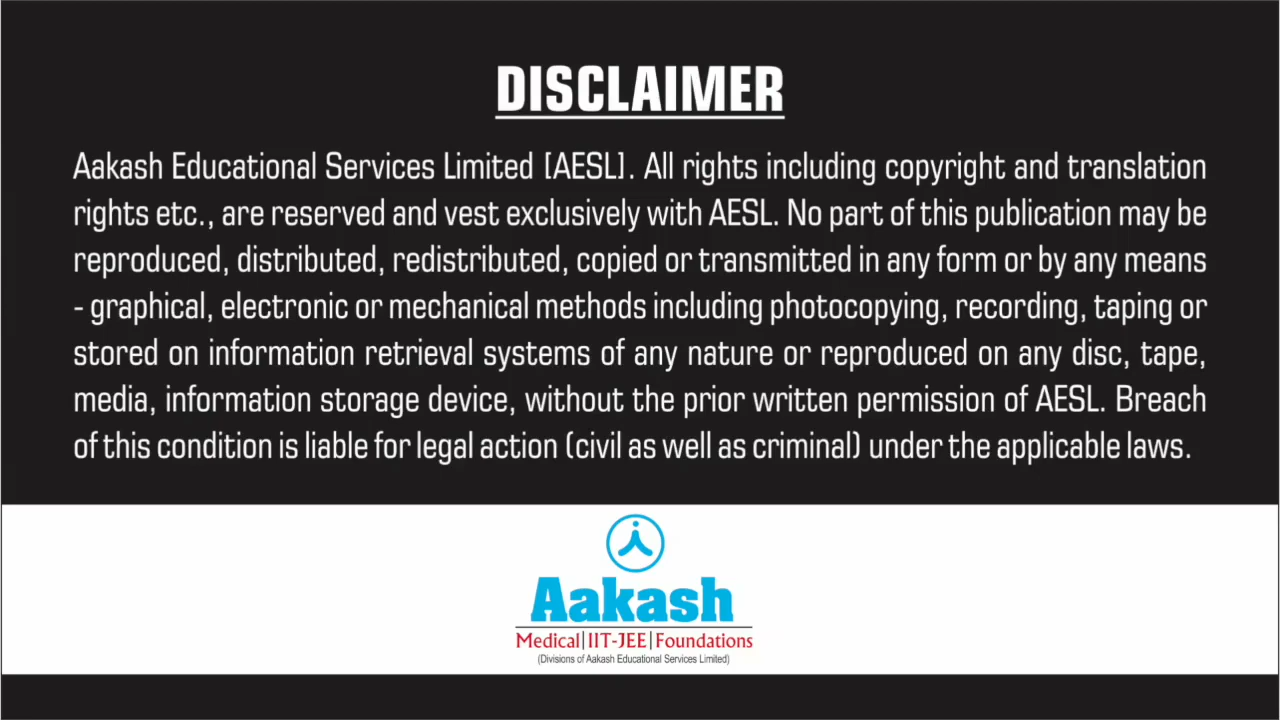 DISCLAIMER
Aakash Educational Services Limited [AESL]. All rights including copyright and translation
rights etc., are reserved and vest exclusively with AESL. No part of this publication may be
reproduced, distributed, redistributed, copied or transmitted in any form or by any means
- graphical, electronic or mechanical methods including photocopying, recording, taping or
stored on information retrieval systems of any nature or reproduced on any disc, tape,
media, information storage device, without the prior written permission of AESL. Breach
of this condition is liable for legal action (civil as well as criminal) under the applicable laws.
Aakash
Medical|IIT-JEE|Foundations
(Divisions of Aakash Educational Services Limited)